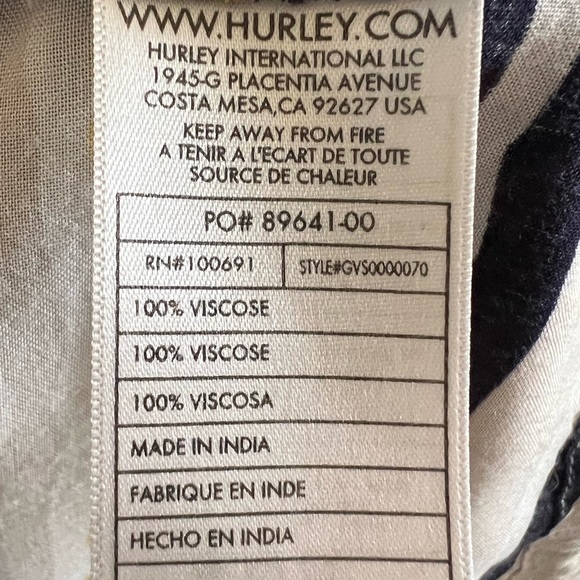 WWW.HURLEY.COM
HURLEY INTERNATIONAL LLC
1945-G PLACENTIA AVENUE
COSTA MESA,CA 92627 USA
KEEP AWAY FROM FIRE
A TENIR A L'ECART DE TOUTE
SOURCE DE CHALEUR
PO# 89641-00
RN#100691 STYLE#GVS0000070
100% VISCOSE
100% VISCOSE
100% VISCOSA
MADE IN INDIA
FABRIQUE EN INDE
HECHO EN INDIA